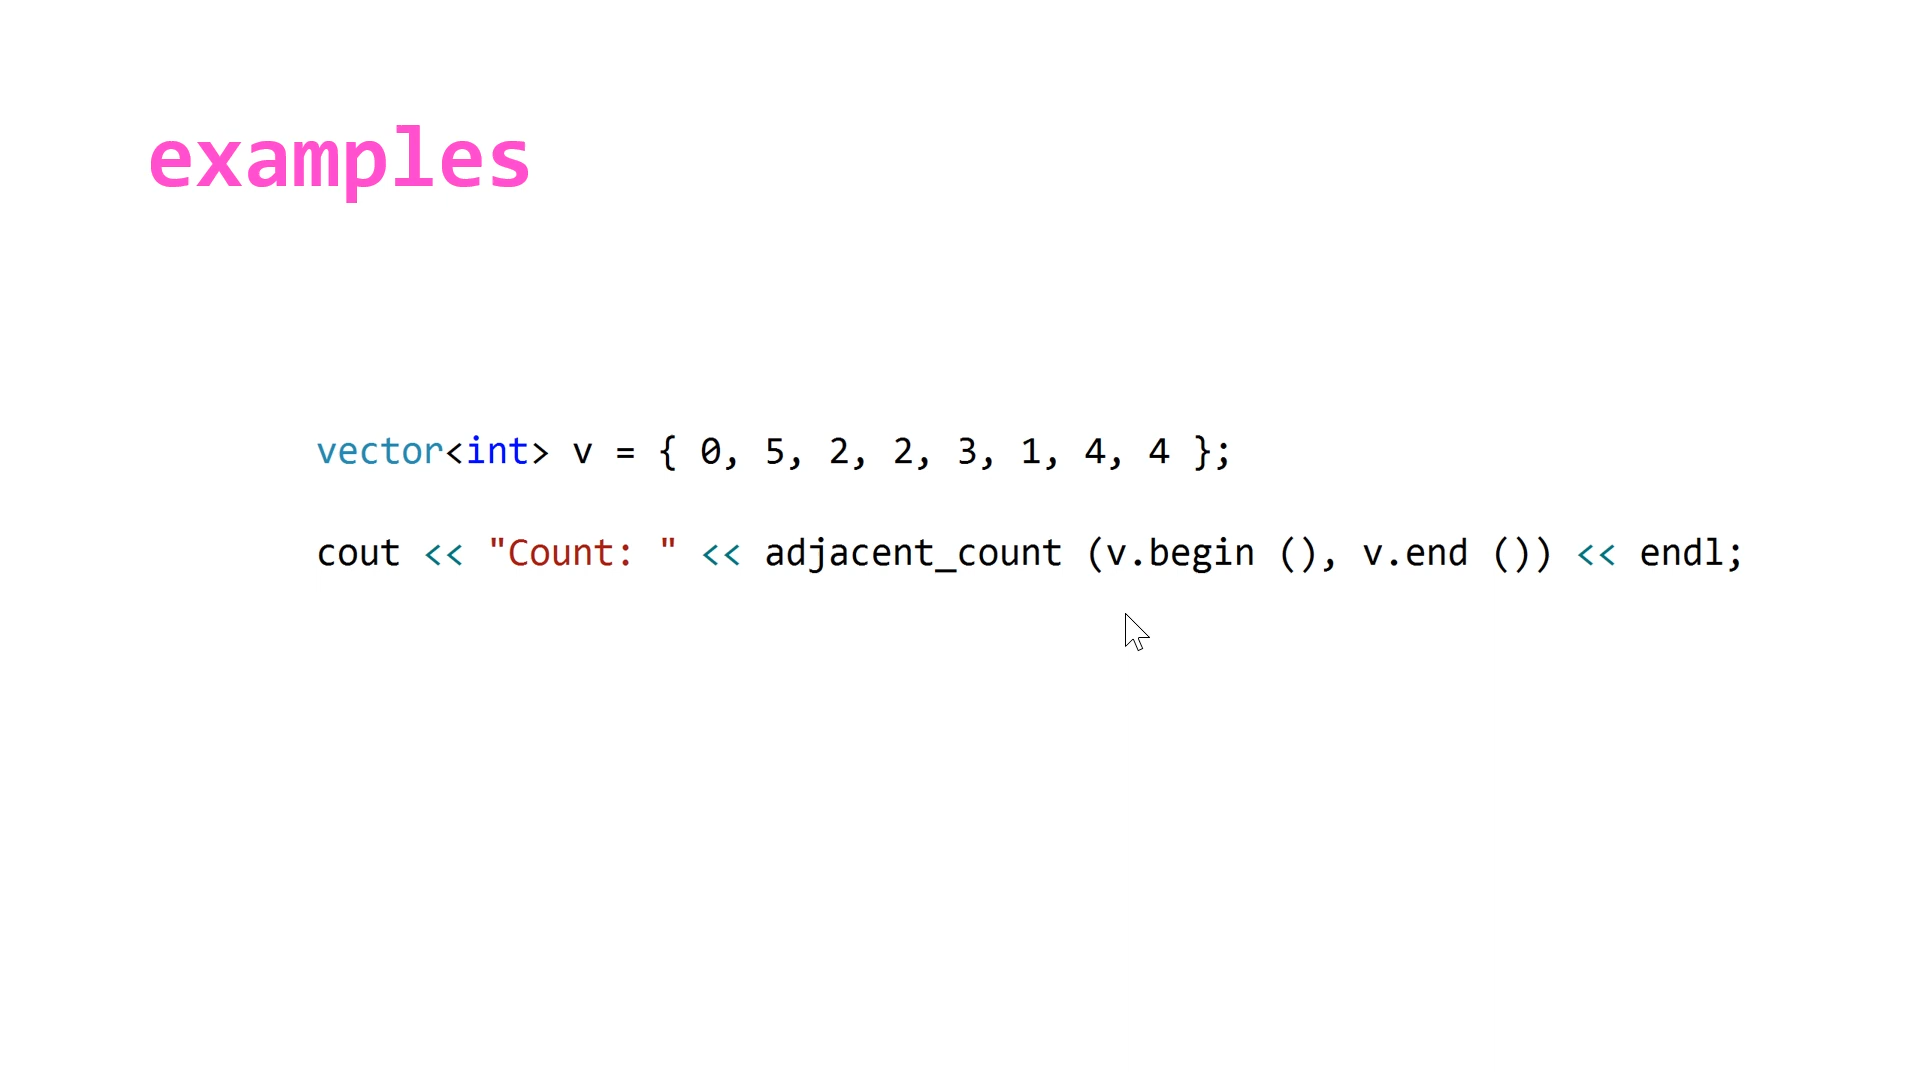 examples
vector<int> v = { 0, 5, 2, 2, 3, 1, 4, 4 };
cout << "Count: " << adjacent_count (v.begin (), v.end ()) << endl;